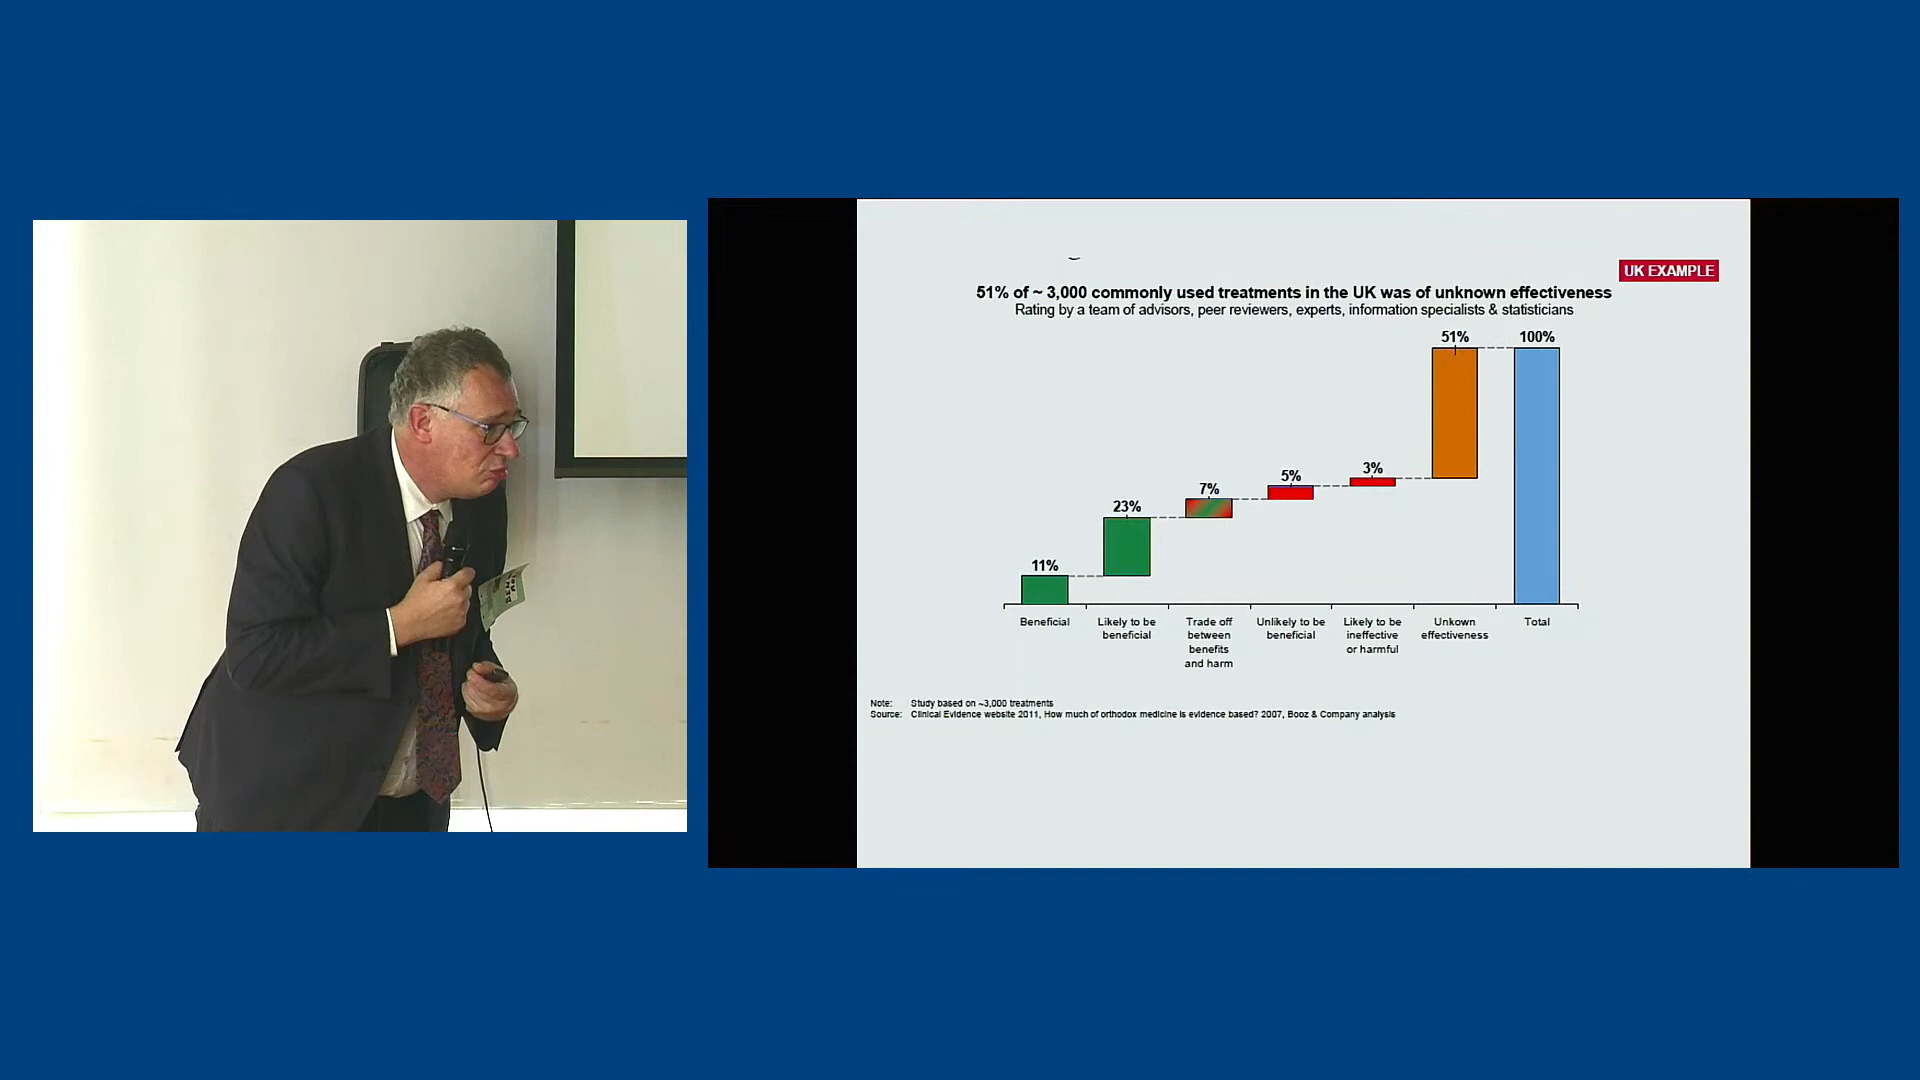 UK EXAMPLE
51% of ~ 3,000 commonly used treatments in the UK was of unknown effectiveness
Rating by a team of advisors, peer reviewers, experts, information specialists & statisticians
51%
100%
3%
5%
7%
23%
11%
Beneficial
Likely to be
beneficial
Trade off
between
benefits
and harm
Unlikely to be
beneficial
Likely to be
ineffective
or harmful
Unkown
effectiveness
Total
Note: Study based on ~3,000 treatments
Source: Clinical Evidence website 2011, How much of orthodox medicine is evidence based? 2007, Booz & Company analysis